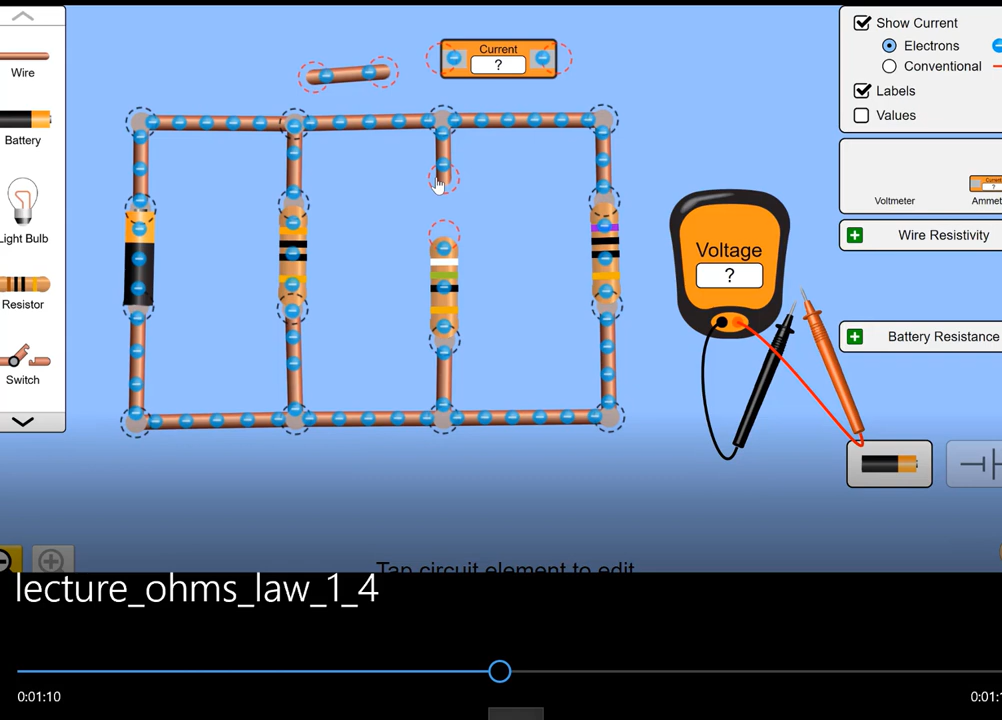 Wire
Battery
Light Bulb
Resistor
Switch
Current
?
Voltage
?
Show Current
Electrons
Conventional
Labels
Values
Current
Voltmeter
Wire Resistivity
Battery Resistance
Tap circuit element to edit
lecture_ohms_law_1_4
0:01:10